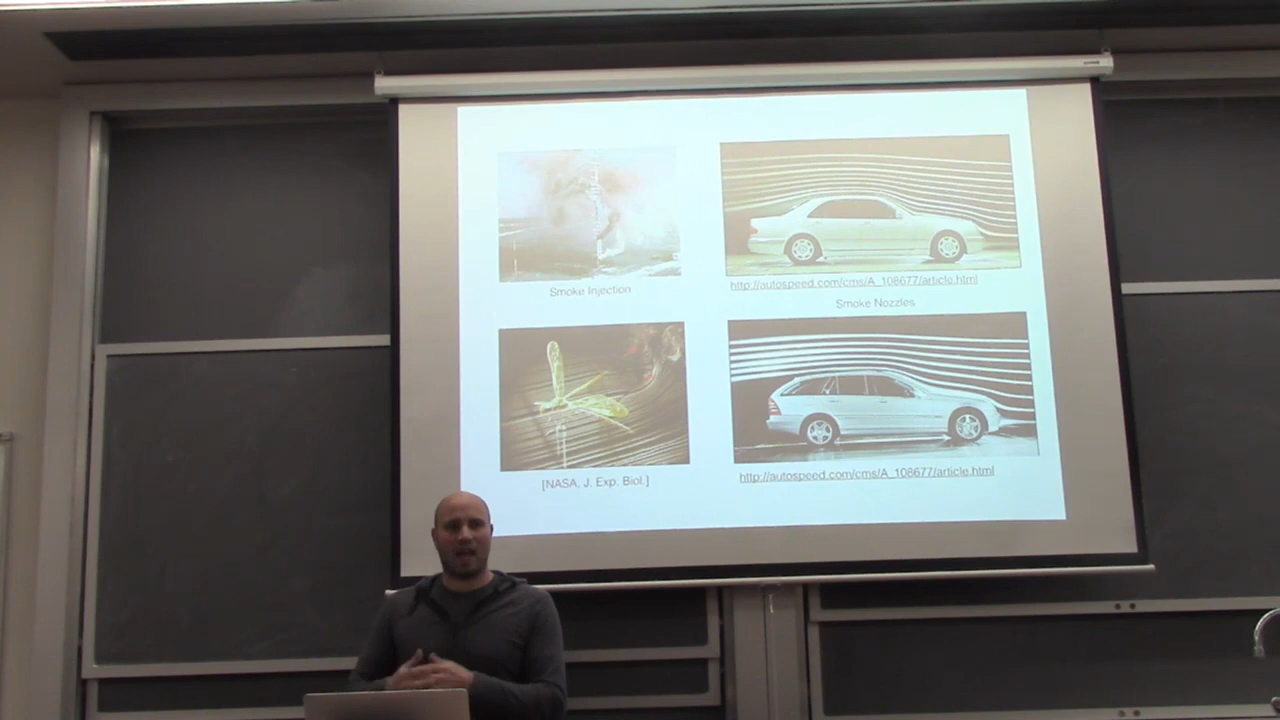 Smoke Injection
http://autospeed.com/cms/A_108677/article.html
Smoke Nozzles
[NASA, J. Exp. Biol.]
http://autospeed.com/cms/A_108677/article.html